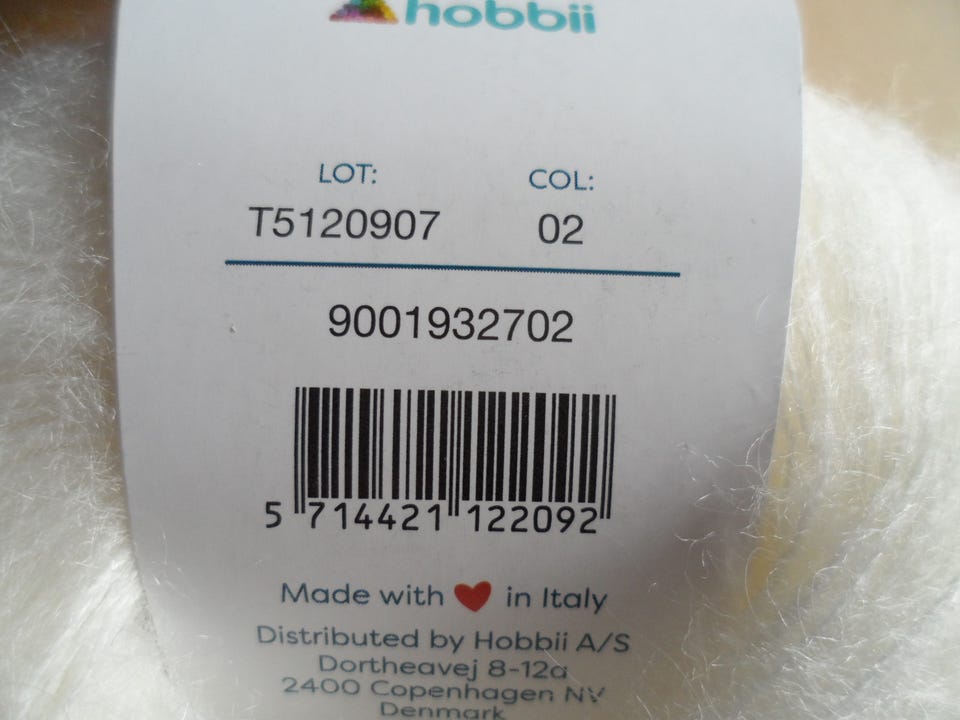 hobbii
LOT: COL:
T5120907 02
9001932702
5 714421 122092
Made with ❤ in Italy
Distributed by Hobbii A/S
Dortheavej 8-12a
2400 Copenhagen NV
Denmark